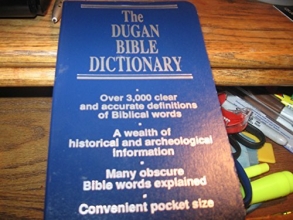 The
DUGAN
BIBLE
DICTIONARY
•
Over 3,000 clear
and accurate definitions
of Biblical words
•
A wealth of
historical and archeological
information
•
Many obscure
Bible words explained
•
Convenient pocket size